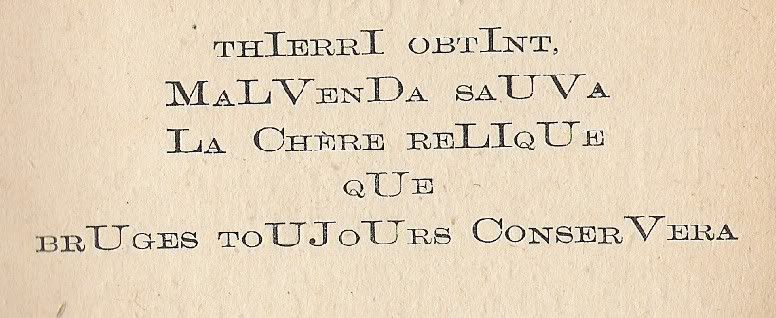 THIERRI OBTINT,
MALVENDA SAUVA
LA CHÈRE RELIQUE
QUE
BRUGES TOUJOURS CONSERVERA